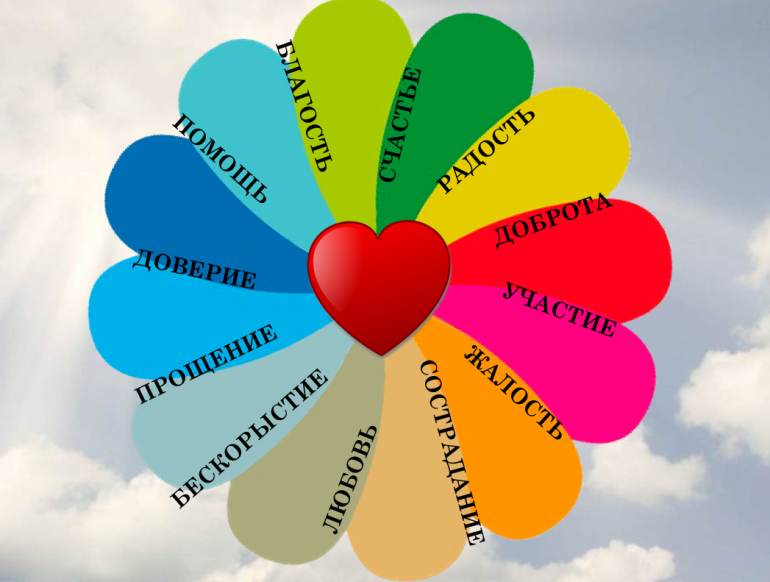 БЛАГОСТЬ
СЧАСТЬЕ
РАДОСТЬ
ДОБРОТА
УЧАСТИЕ
ЖАЛОСТЬ
СОСТРАДАНИЕ
ЛЮБОВЬ
БЕСКОРЫСТИЕ
ПРОЩЕНИЕ
ДОВЕРИЕ
ПОМОЩЬ